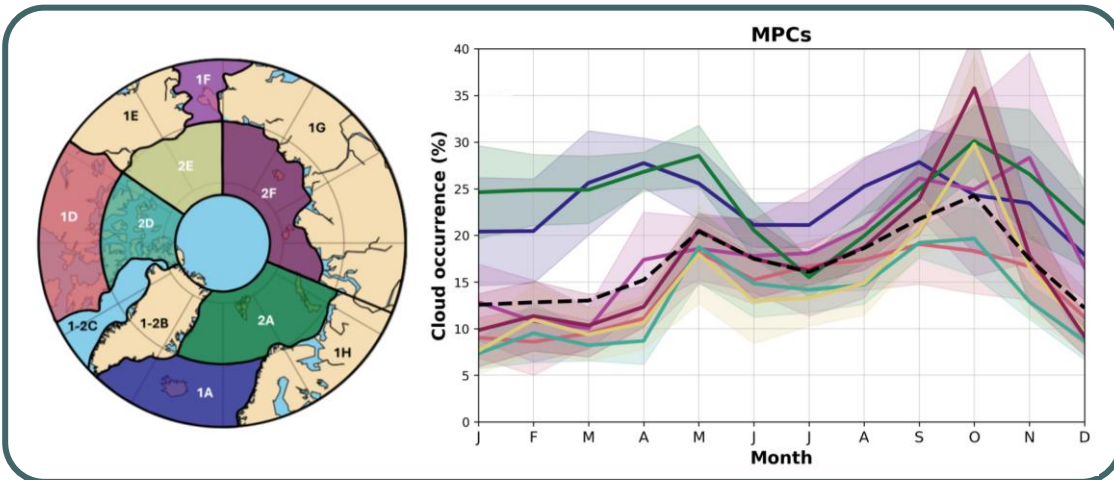 1F
1E
1G
2E
2F
1D
2D
1-2C
1-2B
2A
1H
1A
MPCs
Cloud occurrence (%)
40
35
30
25
20
15
10
5
0
J F M A M J J A S O N D
Month